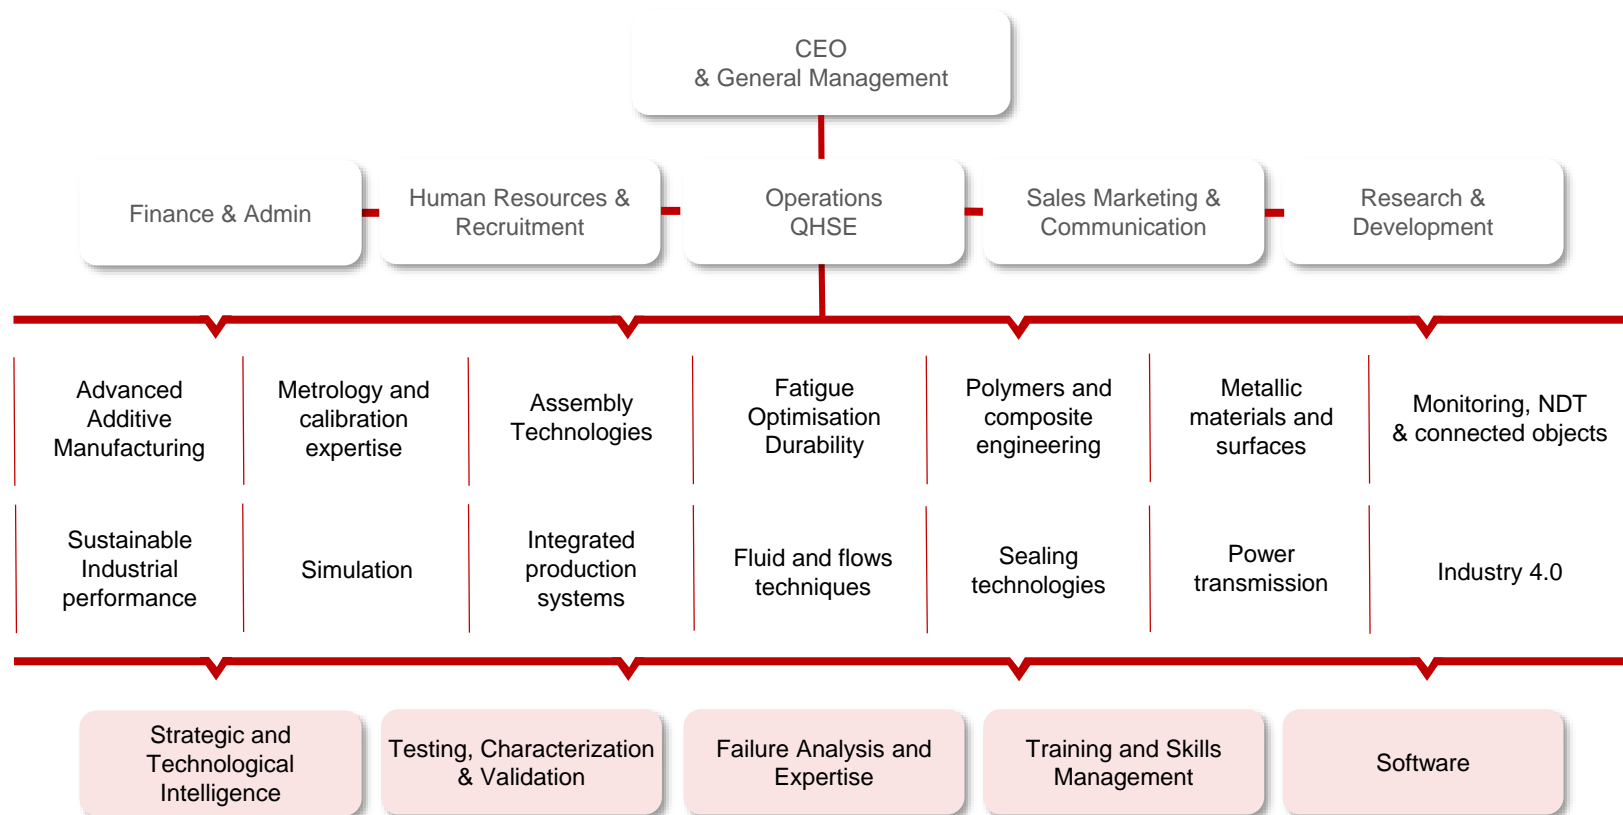 CEO
& General Management
Finance & Admin
Human Resources &
Recruitment
Operations
QHSE
Sales Marketing &
Communication
Research &
Development
Advanced
Additive
Manufacturing
Metrology and
calibration
expertise
Assembly
Technologies
Fatigue
Optimisation
Durability
Polymers and
composite
engineering
Metallic
materials and
surfaces
Monitoring, NDT
& connected objects
Sustainable
Industrial
performance
Simulation
Integrated
production
systems
Fluid and flows
techniques
Sealing
technologies
Power
transmission
Industry 4.0
Strategic and
Technological
Intelligence
Testing, Characterization
& Validation
Failure Analysis and
Expertise
Training and Skills
Management
Software